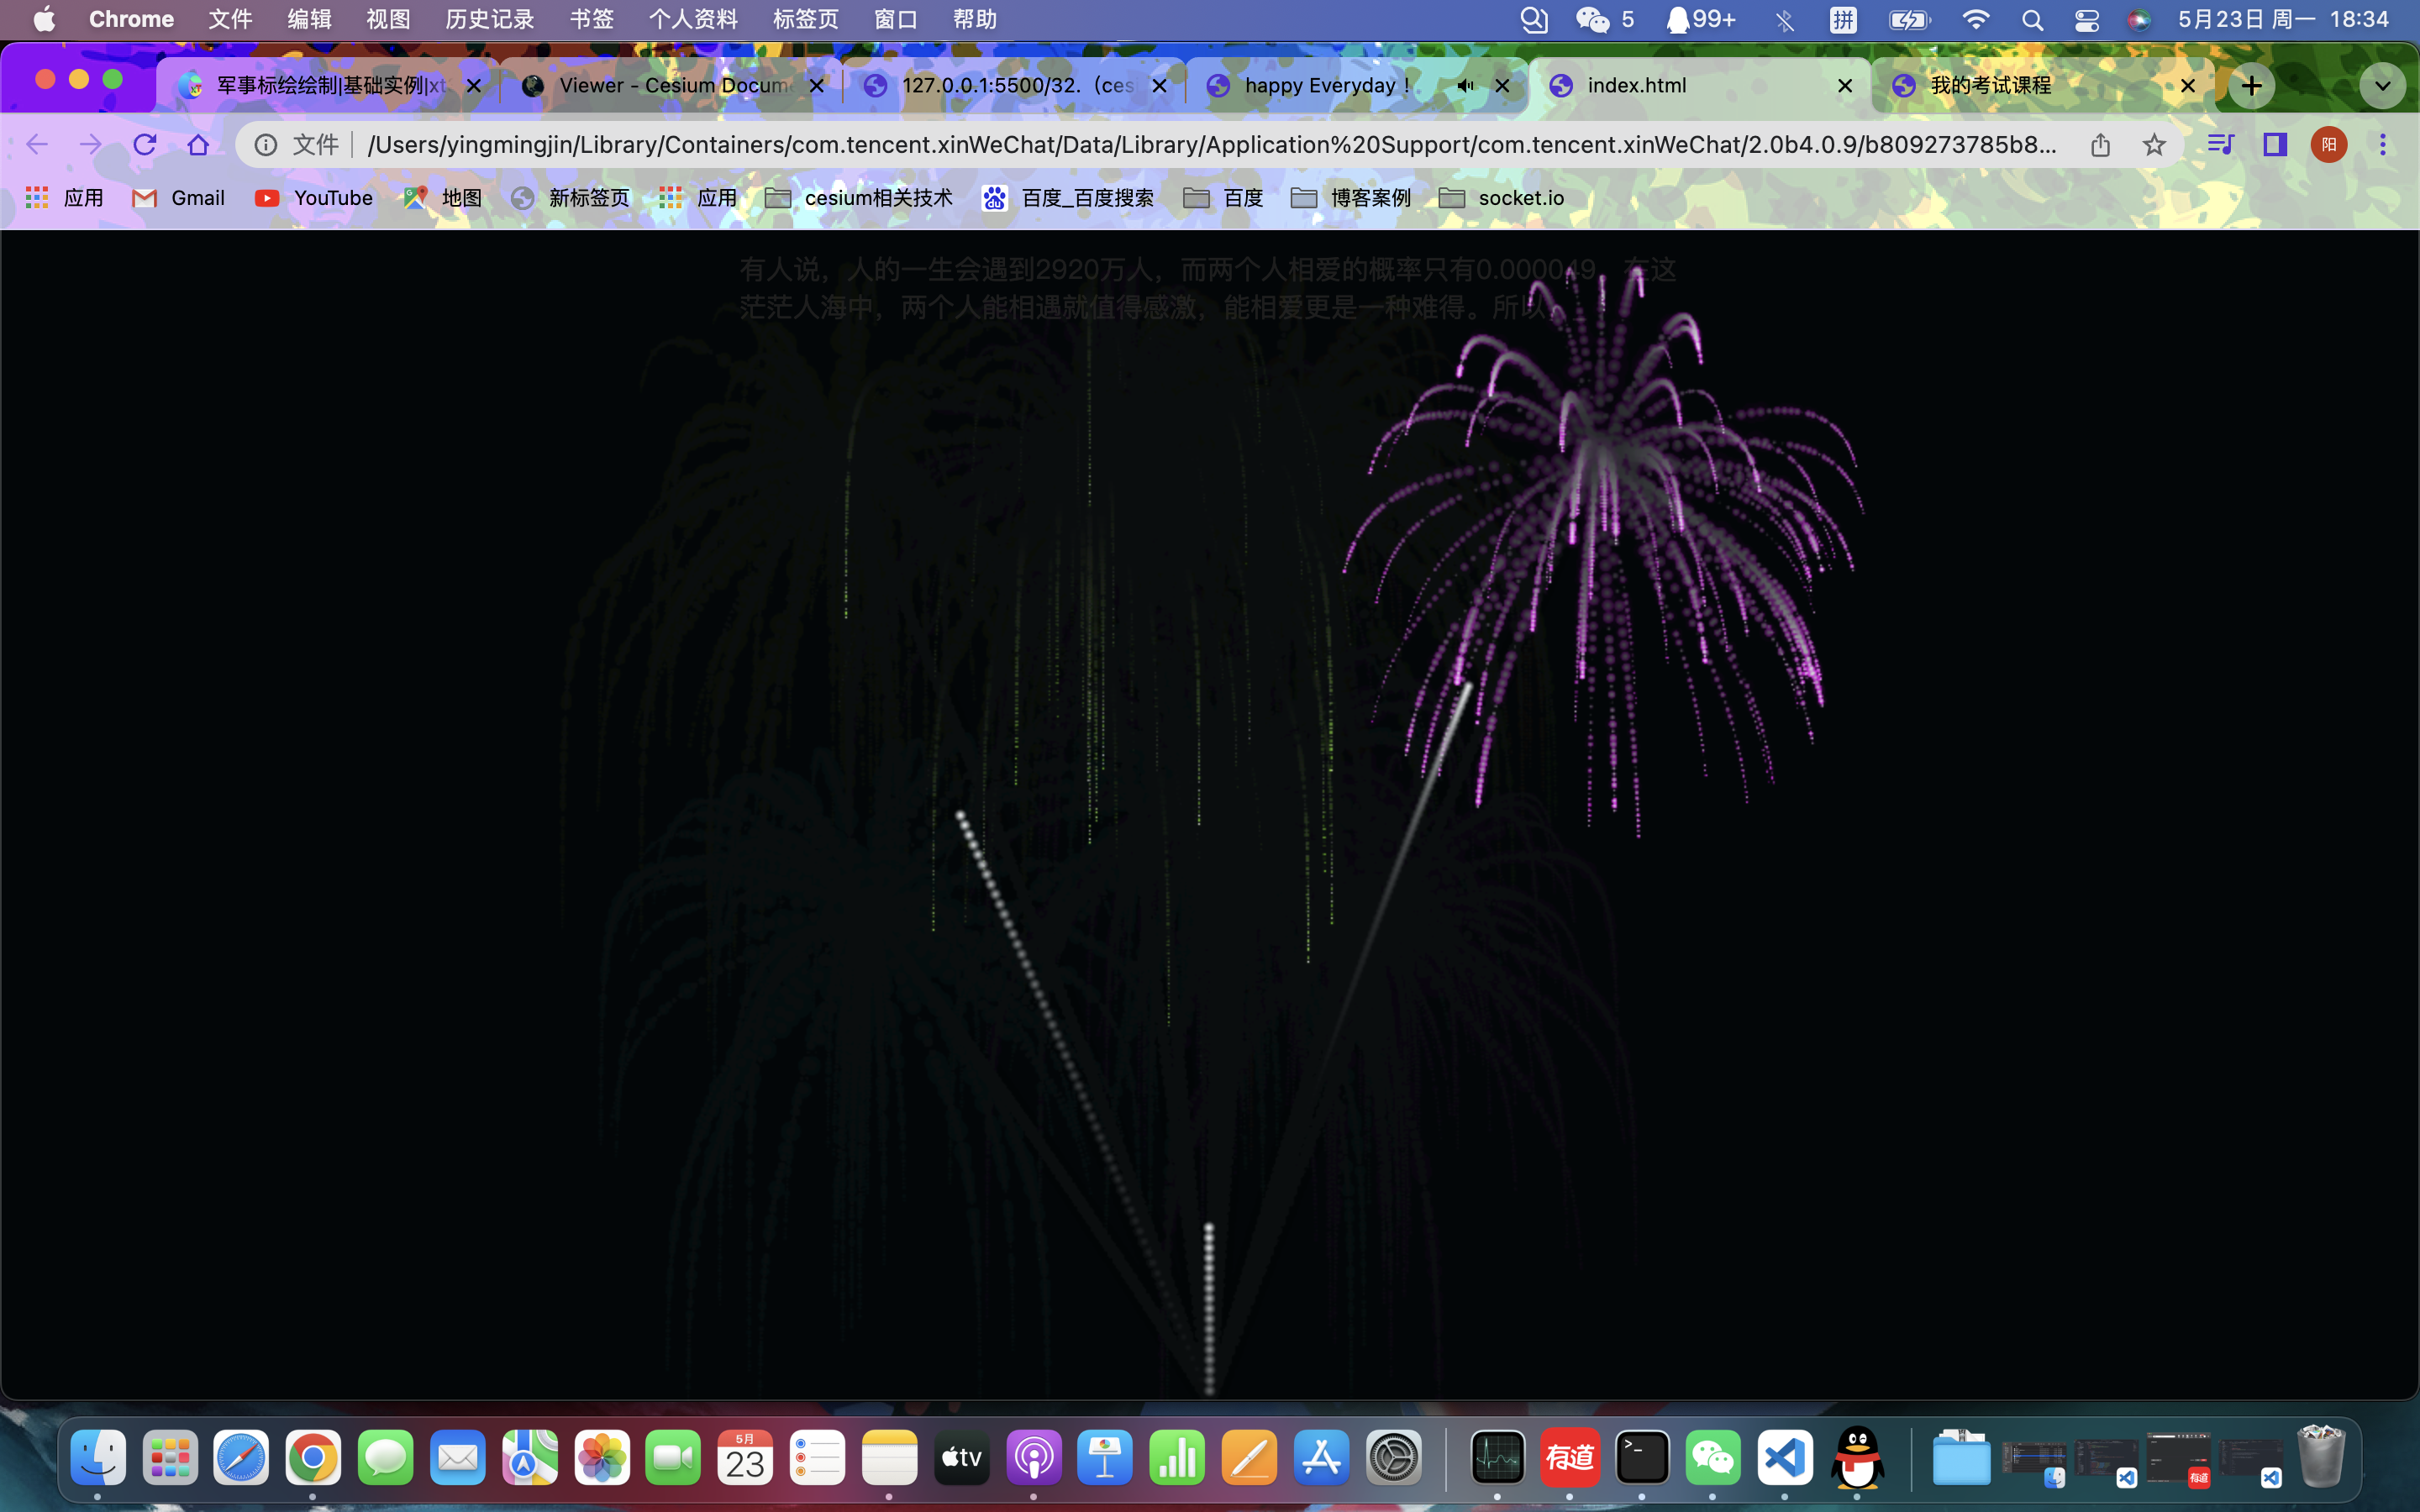 Chrome 文件 编辑 视图 历史记录 书签 个人资料 标签页 窗口 帮助 5 99+ 拼 5月23日 周一 18:34
军事标绘绘制|基础实例|xt Viewer - Cesium Docum 127.0.0.1:5500/32. (ces happy Everyday ! index.html 我的考试课程
文件 /Users/yingmingjin/Library/Containers/com.tencent.xinWeChat/Data/Library/Application%20Support/com.tencent.xinWeChat/2.0b4.0.9/b809273785b8... 阳
应用 Gmail YouTube 地图 新标签页 应用 cesium相关技术 百度_百度搜索 百度 博客案例 socket.io
有人说，人的一生会遇到2920万人，而两个人相爱的概率只有0.000049。在这
茫茫人海中，两个人能相遇就值得感激，能相爱更是一种难得。所以，
5月
23 tv 有道 >_ 有道